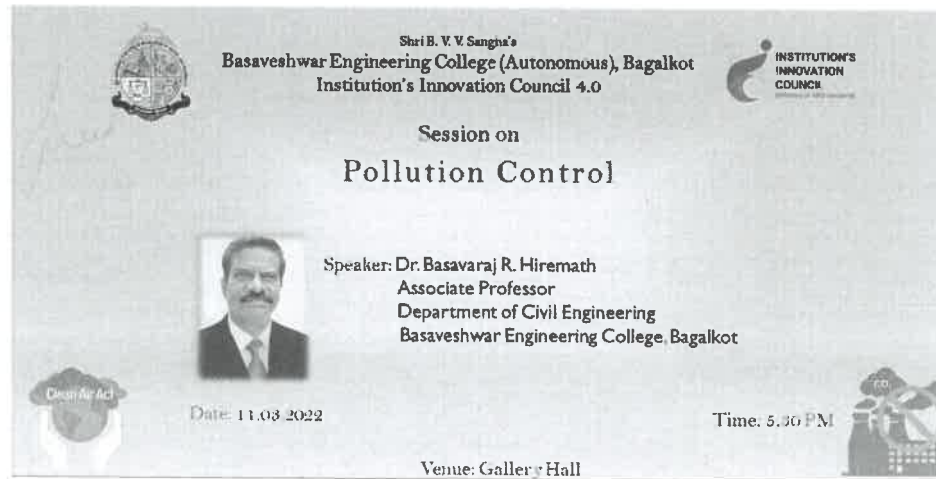 Shri B. V. V. Sangha's
Basaveshwar Engineering College (Autonomous), Bagalkot
Institution's Innovation Council 4.0
INSTITUTION'S
INNOVATION
COUNCIL
Session on
Pollution Control
Speaker: Dr. Basavaraj R. Hiremath
Associate Professor
Department of Civil Engineering
Basaveshwar Engineering College, Bagalkot
Clean Air Act
CO₂
Date: 11.03.2022
Time: 5.30 PM
Venue: Gallery Hall